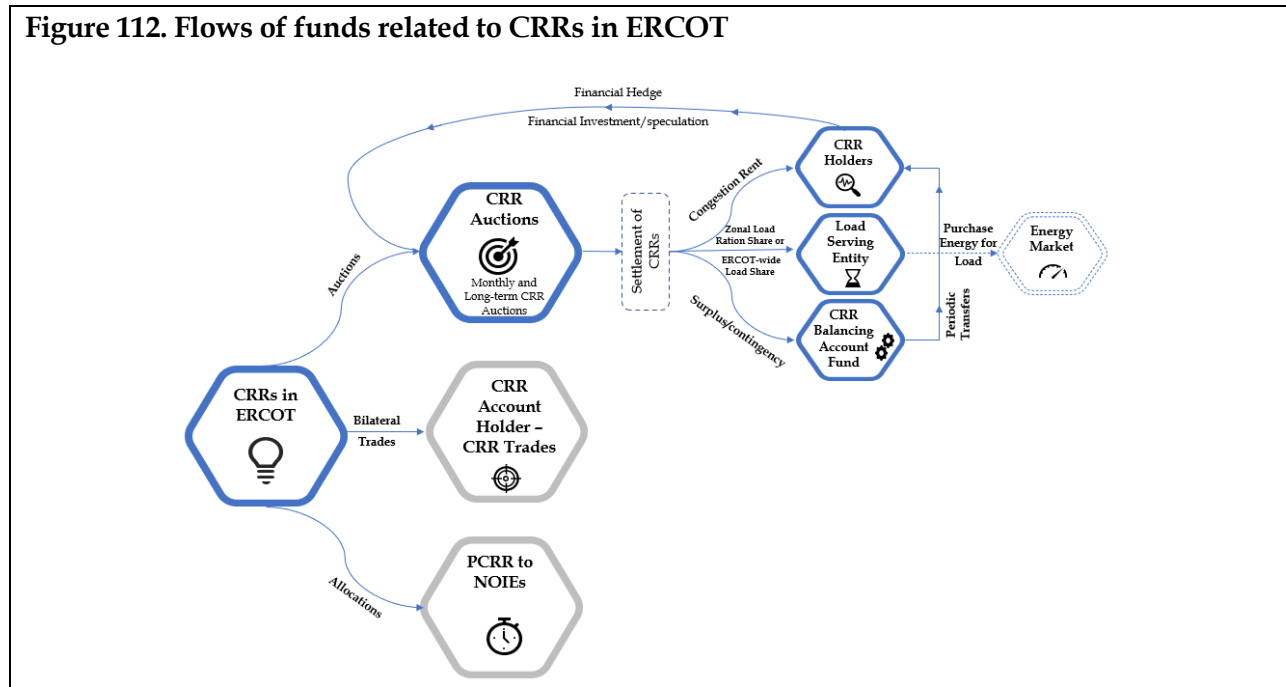 Figure 112. Flows of funds related to CRRs in ERCOT
Financial Hedge
Financial Investment/speculation
CRR
Holders
Congestion Rent
CRR
Auctions
Monthly and
Long-term CRR
Auctions
Settlement of
CRRs
Zonal Load
Ration Share or
ERCOT-wide
Load Share
Load
Serving
Entity
Purchase
Energy for
Load
Energy
Market
Auctions
Surplus/contingency
CRR
Balancing
Account
Fund
Periodic
Transfers
CRRs in
ERCOT
Bilateral
Trades
CRR
Account
Holder –
CRR Trades
Allocations
PCRR to
NOIEs